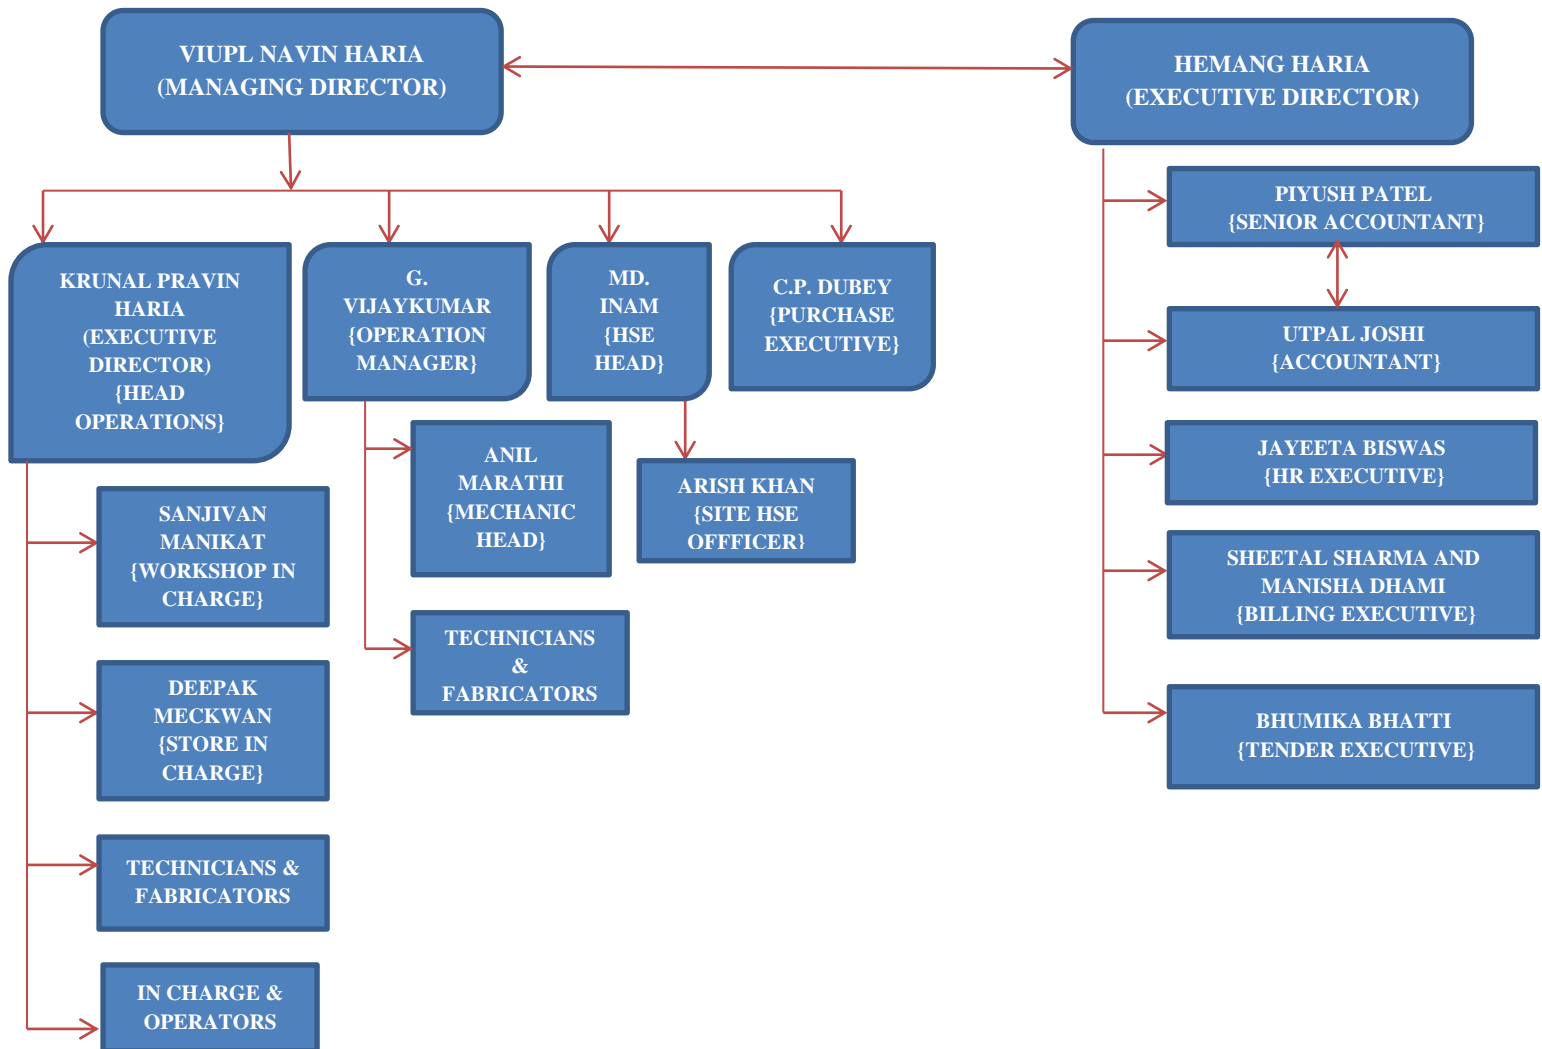 VIUPL NAVIN HARIA
(MANAGING DIRECTOR)
HEMANG HARIA
(EXECUTIVE DIRECTOR)
KRUNAL PRAVIN
HARIA
(EXECUTIVE
DIRECTOR)
{HEAD
OPERATIONS}
G.
VIJAYKUMAR
{OPERATION
MANAGER}
MD.
INAM
{HSE
HEAD}
C.P. DUBEY
{PURCHASE
EXECUTIVE}
SANJIVAN
MANIKAT
{WORKSHOP IN
CHARGE}
DEEPAK
MECKWAN
{STORE IN
CHARGE}
TECHNICIANS &
FABRICATORS
IN CHARGE &
OPERATORS
ANIL
MARATHI
{MECHANIC
HEAD}
TECHNICIANS
&
FABRICATORS
ARISH KHAN
{SITE HSE
OFFFICER}
PIYUSH PATEL
{SENIOR ACCOUNTANT}
UTPAL JOSHI
{ACCOUNTANT}
JAYEETA BISWAS
{HR EXECUTIVE}
SHEETAL SHARMA AND
MANISHA DHAMI
{BILLING EXECUTIVE}
BHUMIKA BHATTI
{TENDER EXECUTIVE}